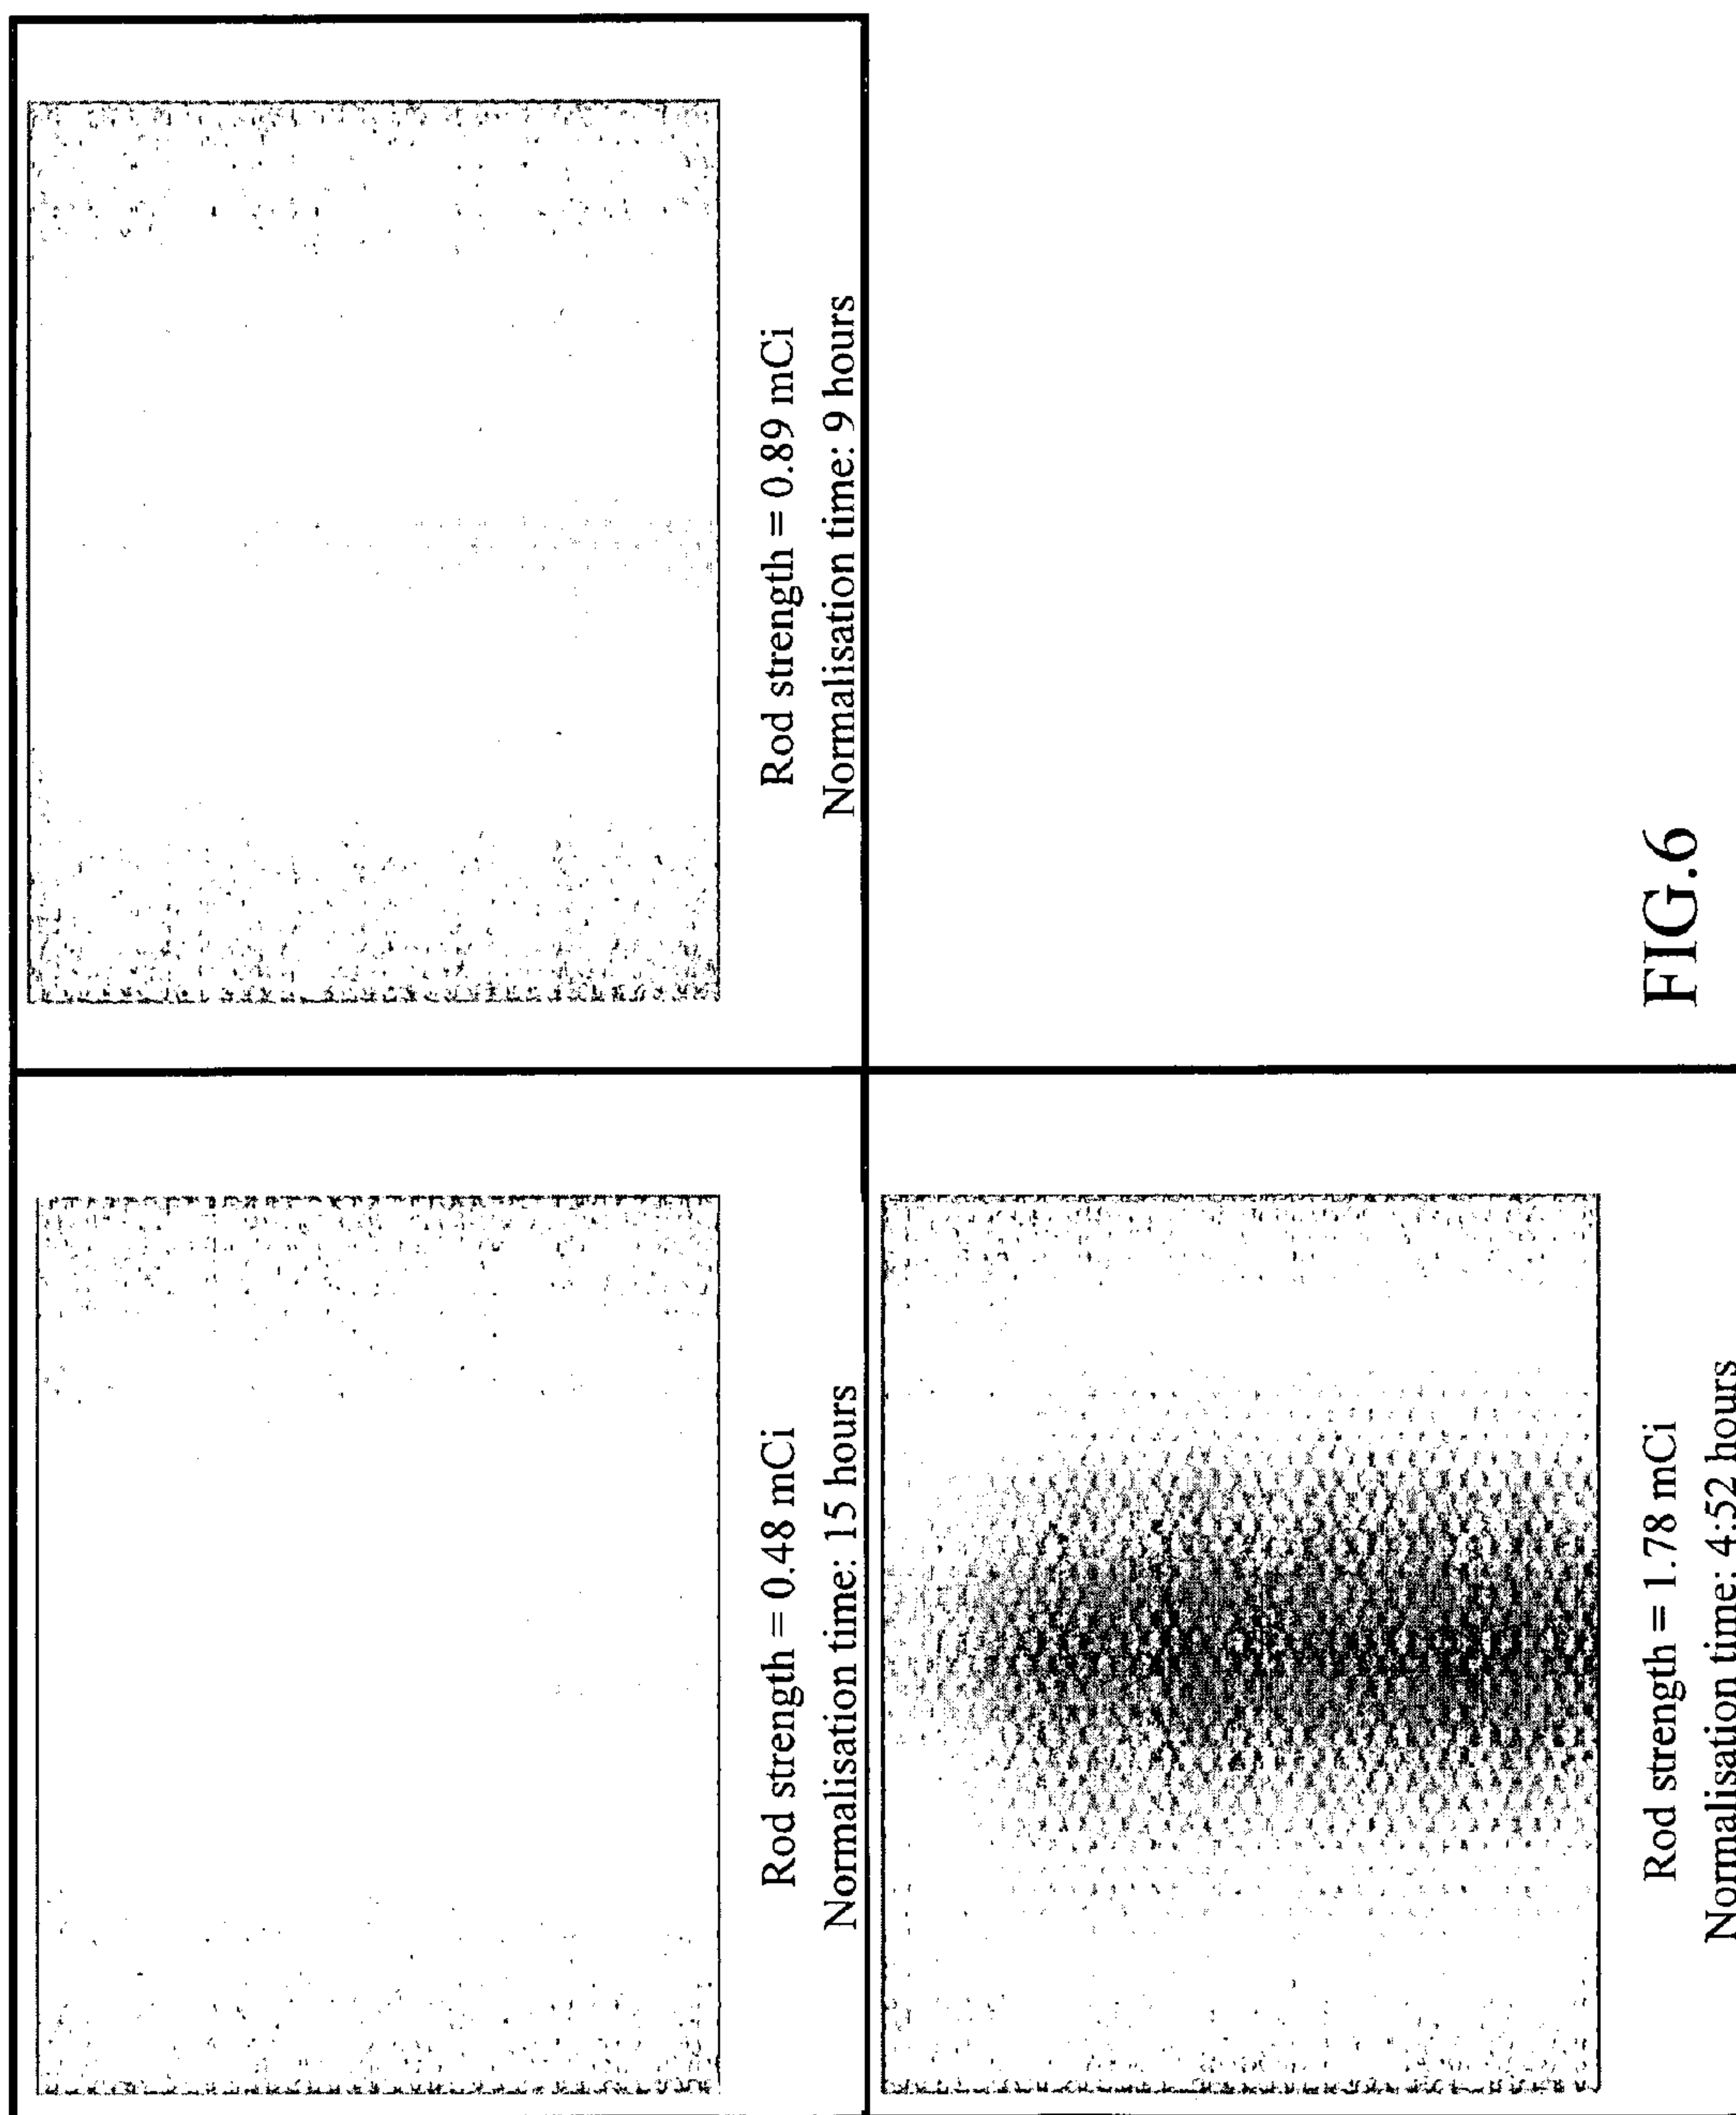 Rod strength = 0.48 mCi
Normalisation time: 15 hours
Rod strength = 0.89 mCi
Normalisation time: 9 hours
Rod strength = 1.78 mCi
Normalisation time: 4:52 hours
FIG.6